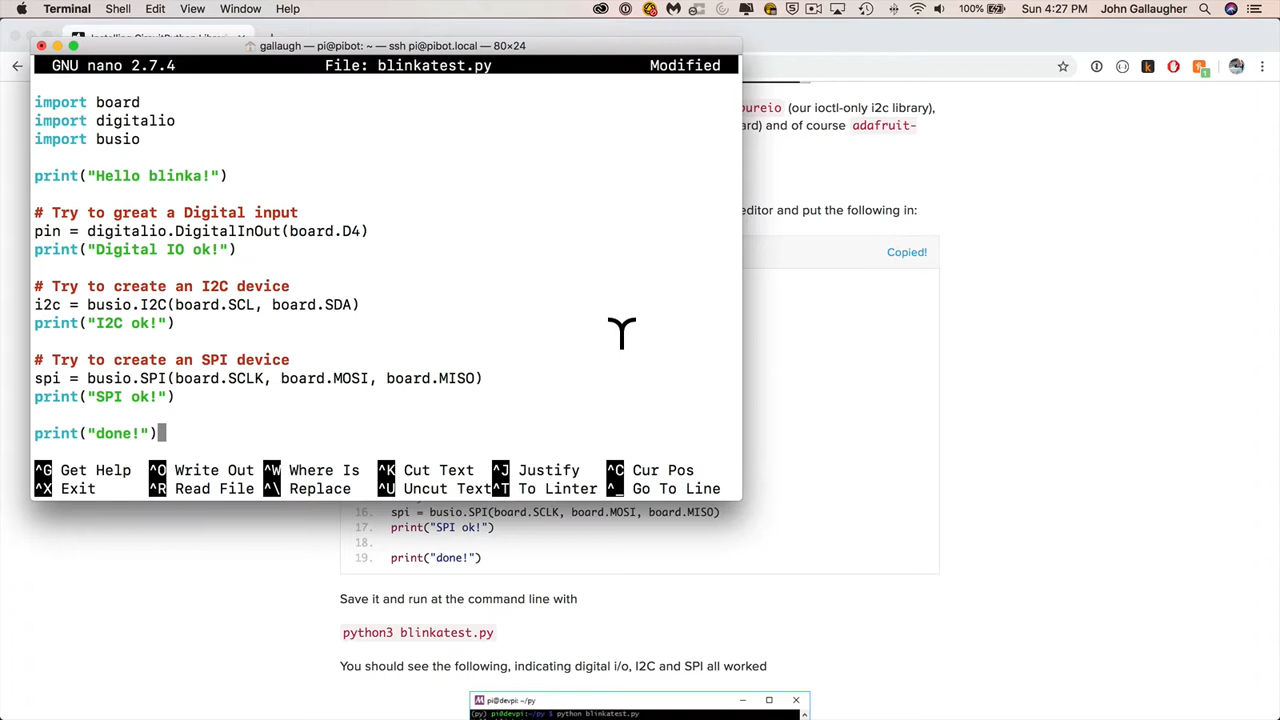 Terminal Shell Edit View Window Help 100% Sun 4:27 PM John Gallaugher
gallaugh — pi@pibot: ~ — ssh pi@pibot.local — 80×24
GNU nano 2.7.4 File: blinkatest.py Modified
import board
import digitalio
import busio
print("Hello blinka!")
# Try to great a Digital input
pin = digitalio.DigitalInOut(board.D4)
print("Digital IO ok!")
# Try to create an I2C device
i2c = busio.I2C(board.SCL, board.SDA)
print("I2C ok!")
# Try to create an SPI device
spi = busio.SPI(board.SCLK, board.MOSI, board.MISO)
print("SPI ok!")
print("done!")
^G Get Help ^O Write Out ^W Where Is ^K Cut Text ^J Justify ^C Cur Pos
^X Exit ^R Read File ^\ Replace ^U Uncut Text ^T To Linter ^_ Go To Line
(our ioctl-only i2c library),
and of course adafruit-
editor and put the following in:
Copied!
16. spi = busio.SPI(board.SCLK, board.MOSI, board.MISO)
17. print("SPI ok!")
18.
19. print("done!")
Save it and run at the command line with
python3 blinkatest.py
You should see the following, indicating digital i/o, I2C and SPI all worked
pi@devpi: ~/py
(py) pi@devpi:~/py $ python blinkatest.py